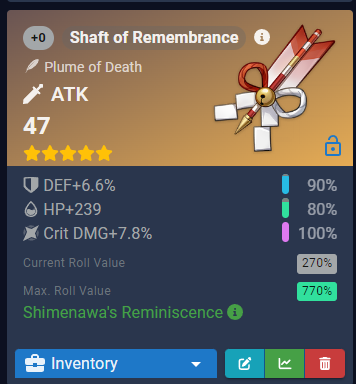 +0 Shaft of Remembrance
Plume of Death
ATK
47
DEF+6.6% 90%
HP+239 80%
Crit DMG+7.8% 100%
Current Roll Value 270%
Max. Roll Value 770%
Shimenawa's Reminiscence
Inventory